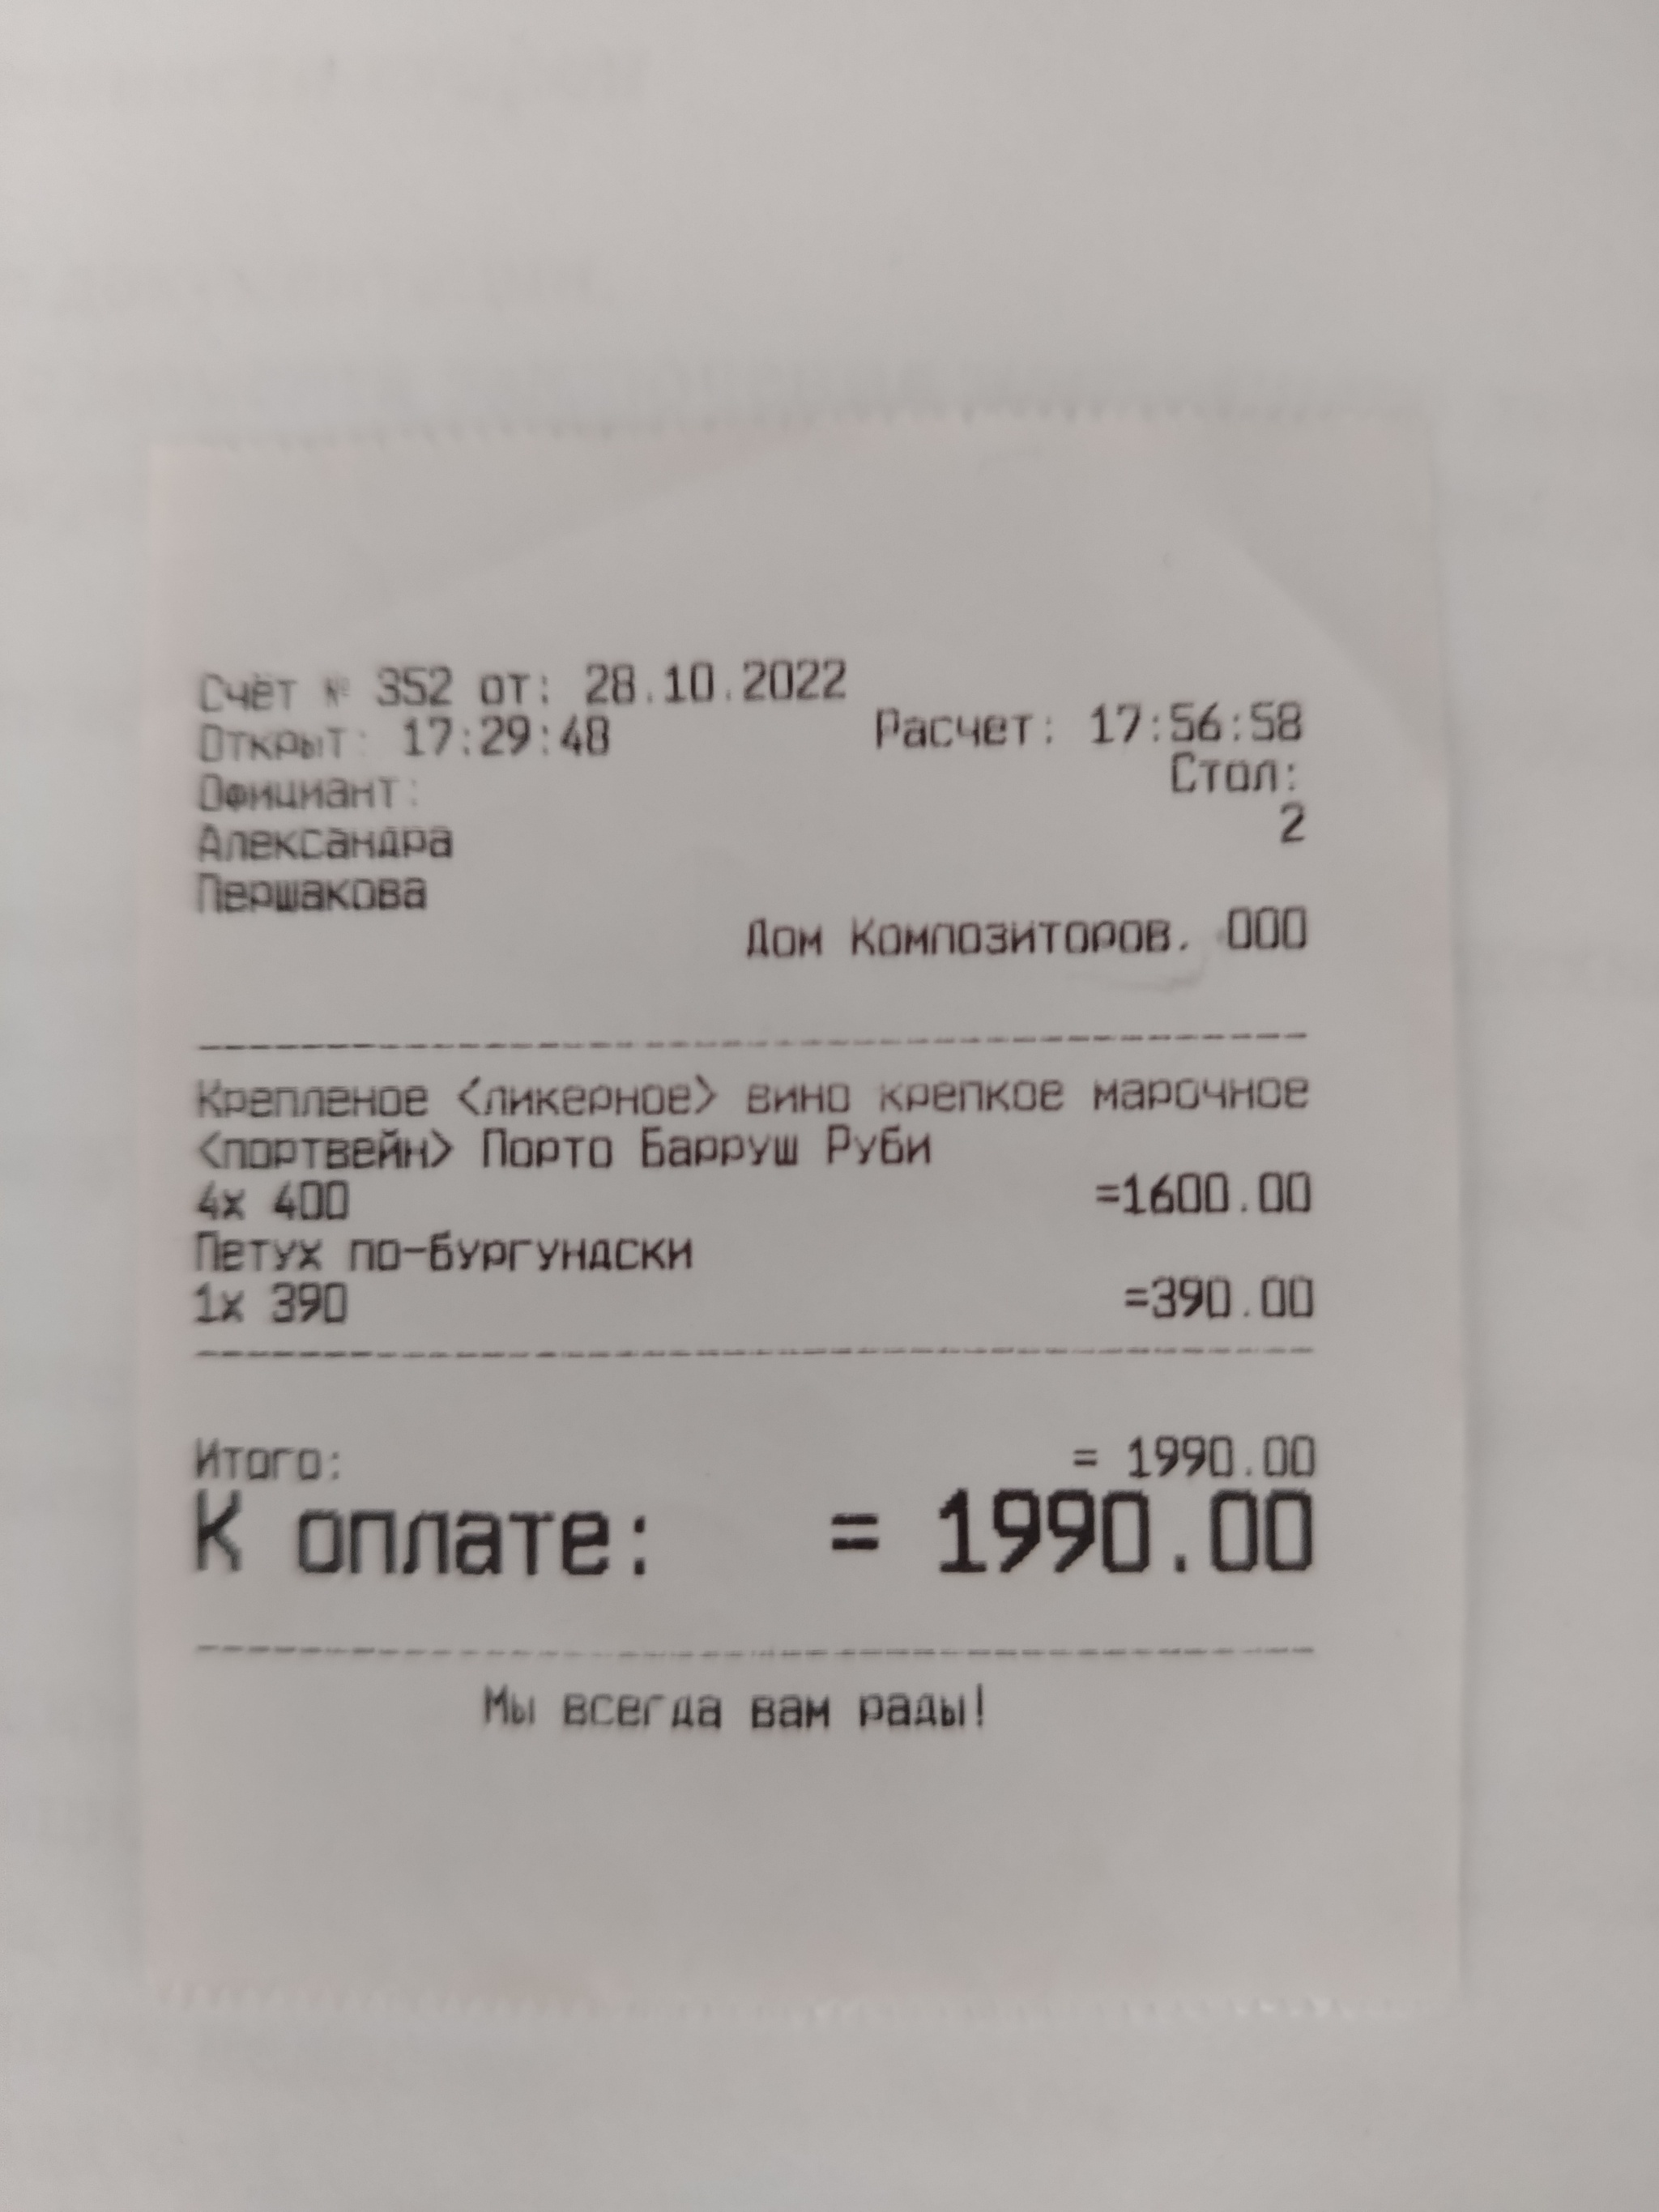 Счёт № 352 от: 28.10.2022
Открыт: 17:29:48 Расчет: 17:56:58
Официант: Стол:
Александра 2
Першакова
Дом Композиторов. ООО
Крепленое <ликерное> вино крепкое марочное
<портвейн> Порто Барруш Руби
4x 400 =1600.00
Петух по-бургундски
1x 390 =390.00
Итого: = 1990.00
К оплате: = 1990.00
Мы всегда вам рады!